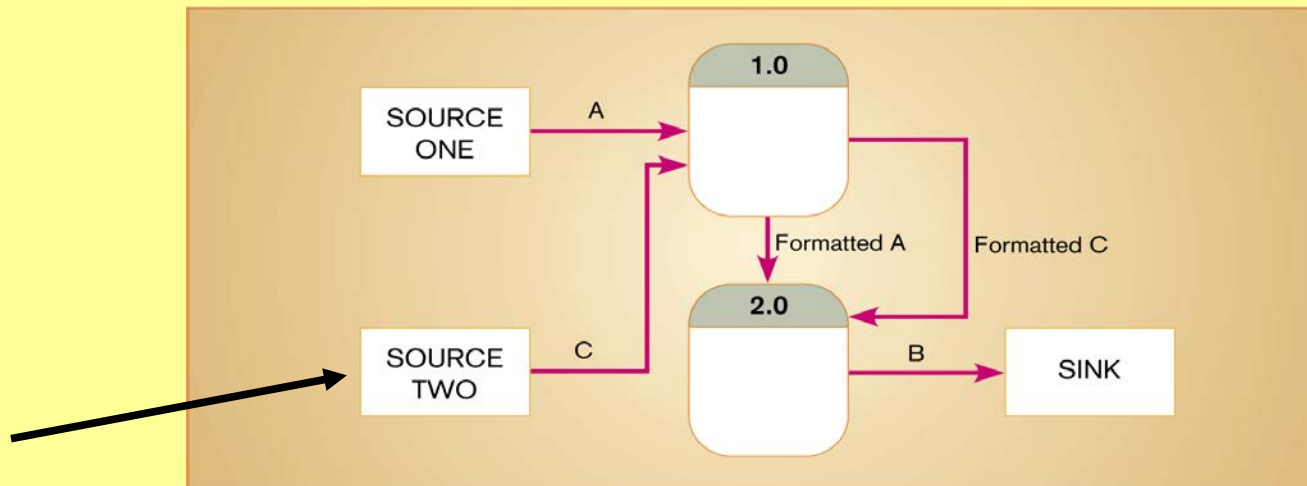 1.0
SOURCE
ONE
A
Formatted A
Formatted C
2.0
SOURCE
TWO
C
B
SINK